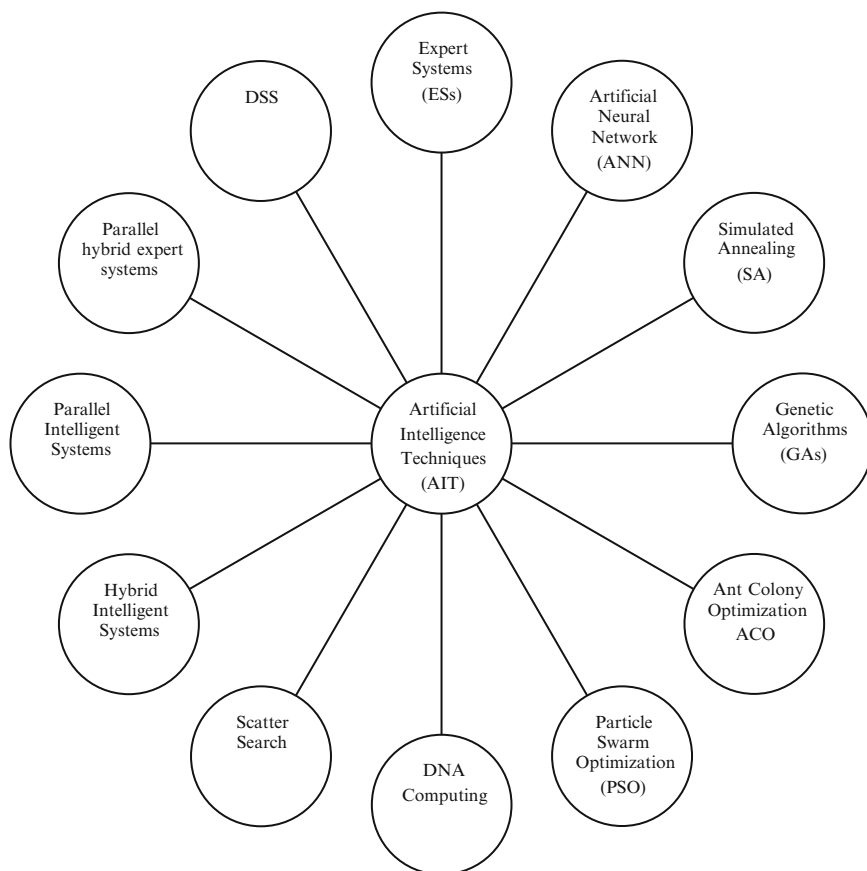 Expert
Systems
(ESs)
Artificial
Neural
Network
(ANN)
Simulated
Annealing
(SA)
Genetic
Algorithms
(GAs)
Ant Colony
Optimization
ACO
Particle
Swarm
Optimization
(PSO)
DNA
Computing
Scatter
Search
Hybrid
Intelligent
Systems
Parallel
Intelligent
Systems
Parallel
hybrid expert
systems
DSS
Artificial
Intelligence
Techniques
(AIT)